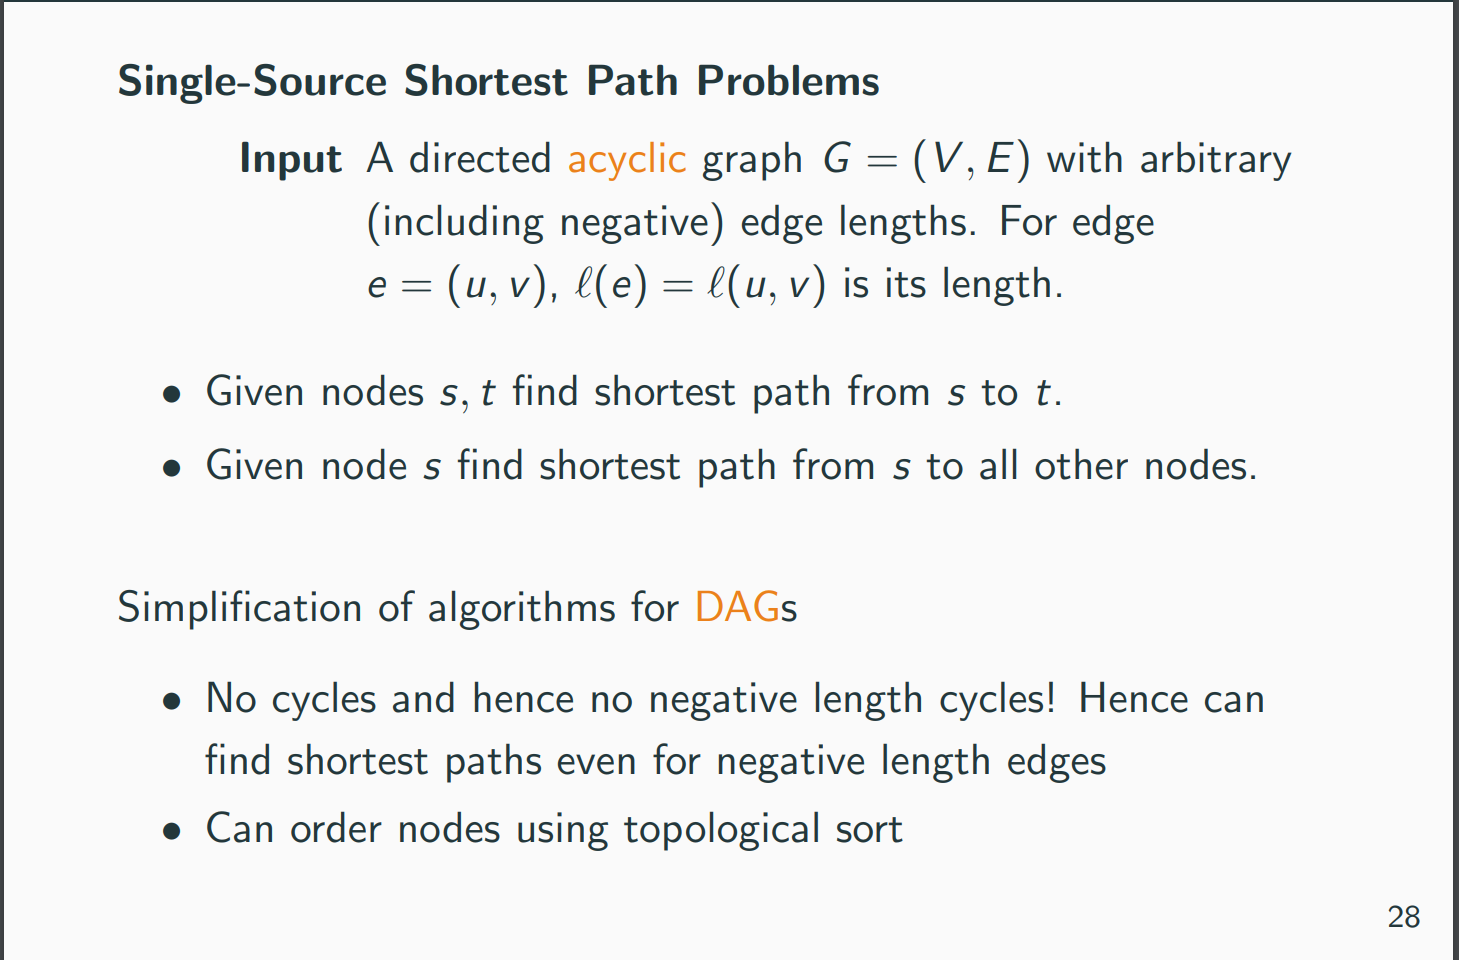 Single-Source Shortest Path Problems
Input A directed acyclic graph G = (V, E) with arbitrary
(including negative) edge lengths. For edge
e = (u, v), ℓ(e) = ℓ(u, v) is its length.
• Given nodes s, t find shortest path from s to t.
• Given node s find shortest path from s to all other nodes.
Simplification of algorithms for DAGs
• No cycles and hence no negative length cycles! Hence can
find shortest paths even for negative length edges
• Can order nodes using topological sort
28